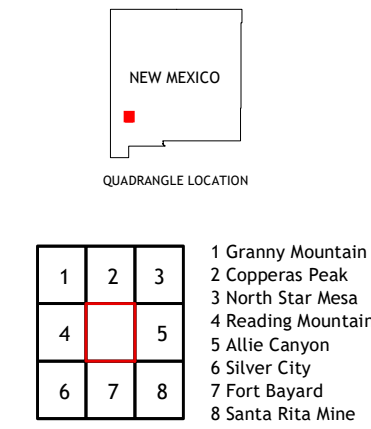 NEW MEXICO
QUADRANGLE LOCATION
1 2 3
4 5
6 7 8
1 Granny Mountain
2 Copperas Peak
3 North Star Mesa
4 Reading Mountain
5 Allie Canyon
6 Silver City
7 Fort Bayard
8 Santa Rita Mine